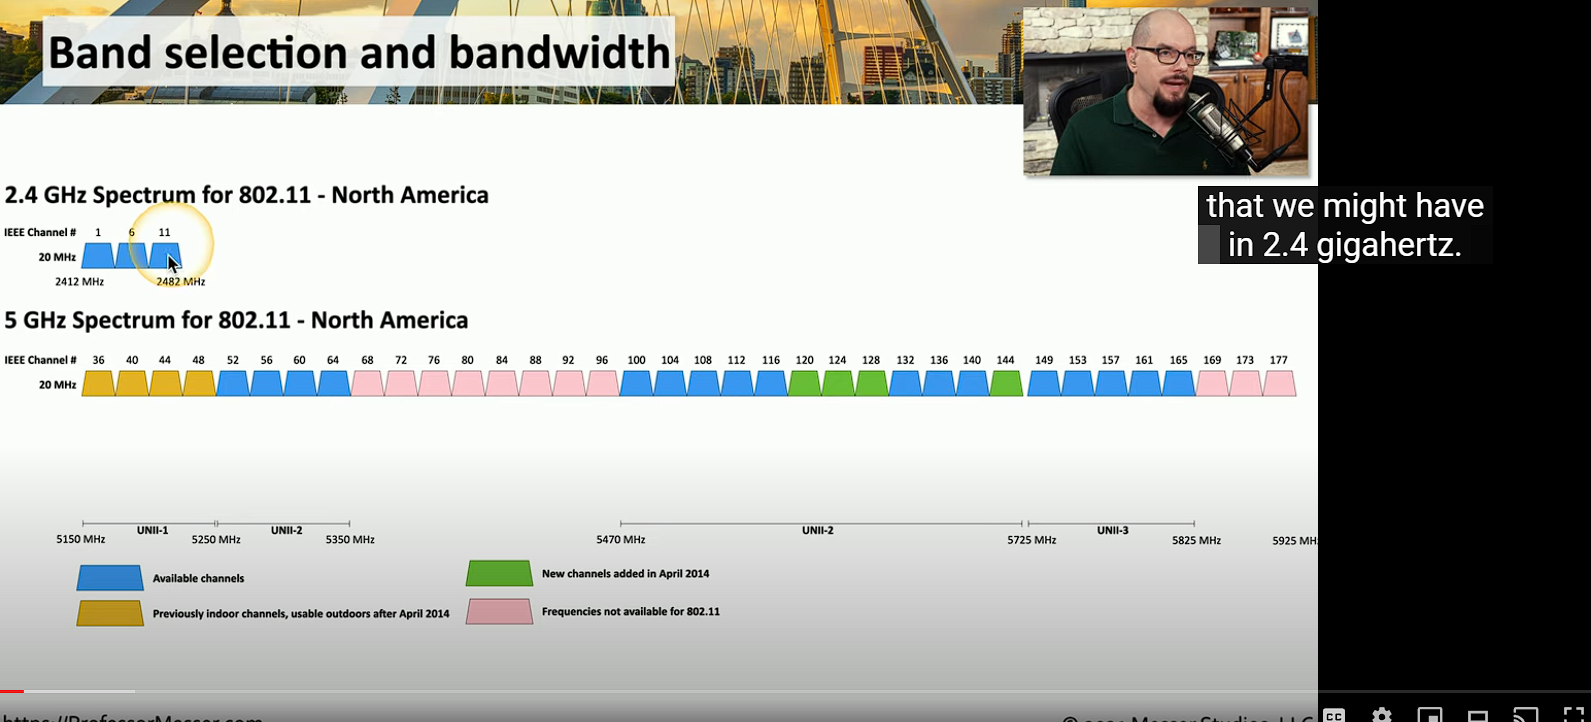 Band selection and bandwidth
that we might have
in 2.4 gigahertz.
2.4 GHz Spectrum for 802.11 - North America
IEEE Channel # 1 6 11
20 MHz
2412 MHz 2482 MHz
5 GHz Spectrum for 802.11 - North America
IEEE Channel # 36 40 44 48 52 56 60 64 68 72 76 80 84 88 92 96 100 104 108 112 116 120 124 128 132 136 140 144 149 153 157 161 165 169 173 177
20 MHz
UNII-1 UNII-2 UNII-2 UNII-3
5150 MHz 5250 MHz 5350 MHz 5470 MHz 5725 MHz 5825 MHz 5925 MH
Available channels
New channels added in April 2014
Previously indoor channels, usable outdoors after April 2014
Frequencies not available for 802.11
https://ProfessorMesser.com
Messer Studios, LLC
CC